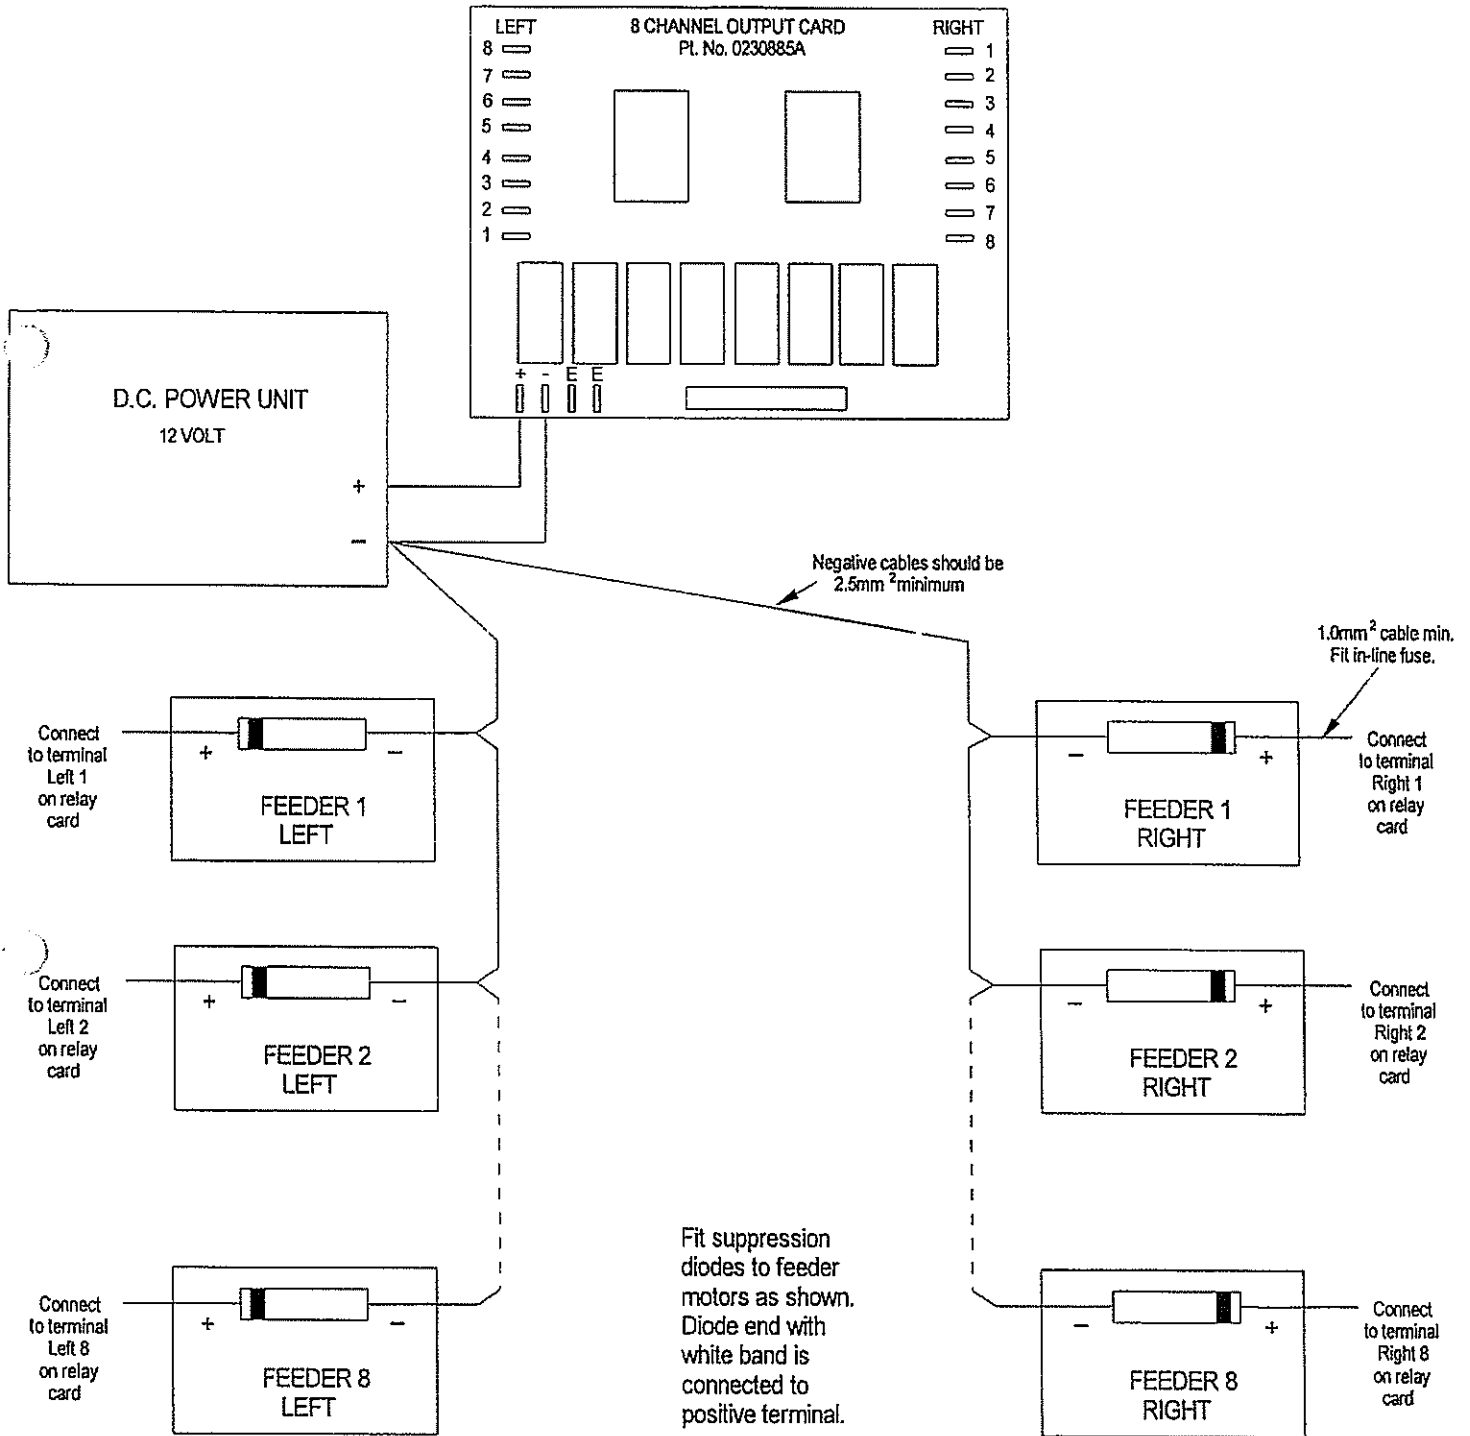 LEFT
8 CHANNEL OUTPUT CARD
Pt. No. 0230885A
RIGHT
8
7
6
5
4
3
2
1
1
2
3
4
5
6
7
8
+ - E E
D.C. POWER UNIT
12 VOLT
+
−
Negative cables should be
2.5mm ² minimum
1.0mm² cable min.
Fit in-line fuse.
Connect
to terminal
Left 1
on relay
card
+ −
FEEDER 1
LEFT
− +
FEEDER 1
RIGHT
Connect
to terminal
Right 1
on relay
card
Connect
to terminal
Left 2
on relay
card
+ −
FEEDER 2
LEFT
− +
FEEDER 2
RIGHT
Connect
to terminal
Right 2
on relay
card
Connect
to terminal
Left 8
on relay
card
+ −
FEEDER 8
LEFT
Fit suppression
diodes to feeder
motors as shown.
Diode end with
white band is
connected to
positive terminal.
− +
FEEDER 8
RIGHT
Connect
to terminal
Right 8
on relay
card